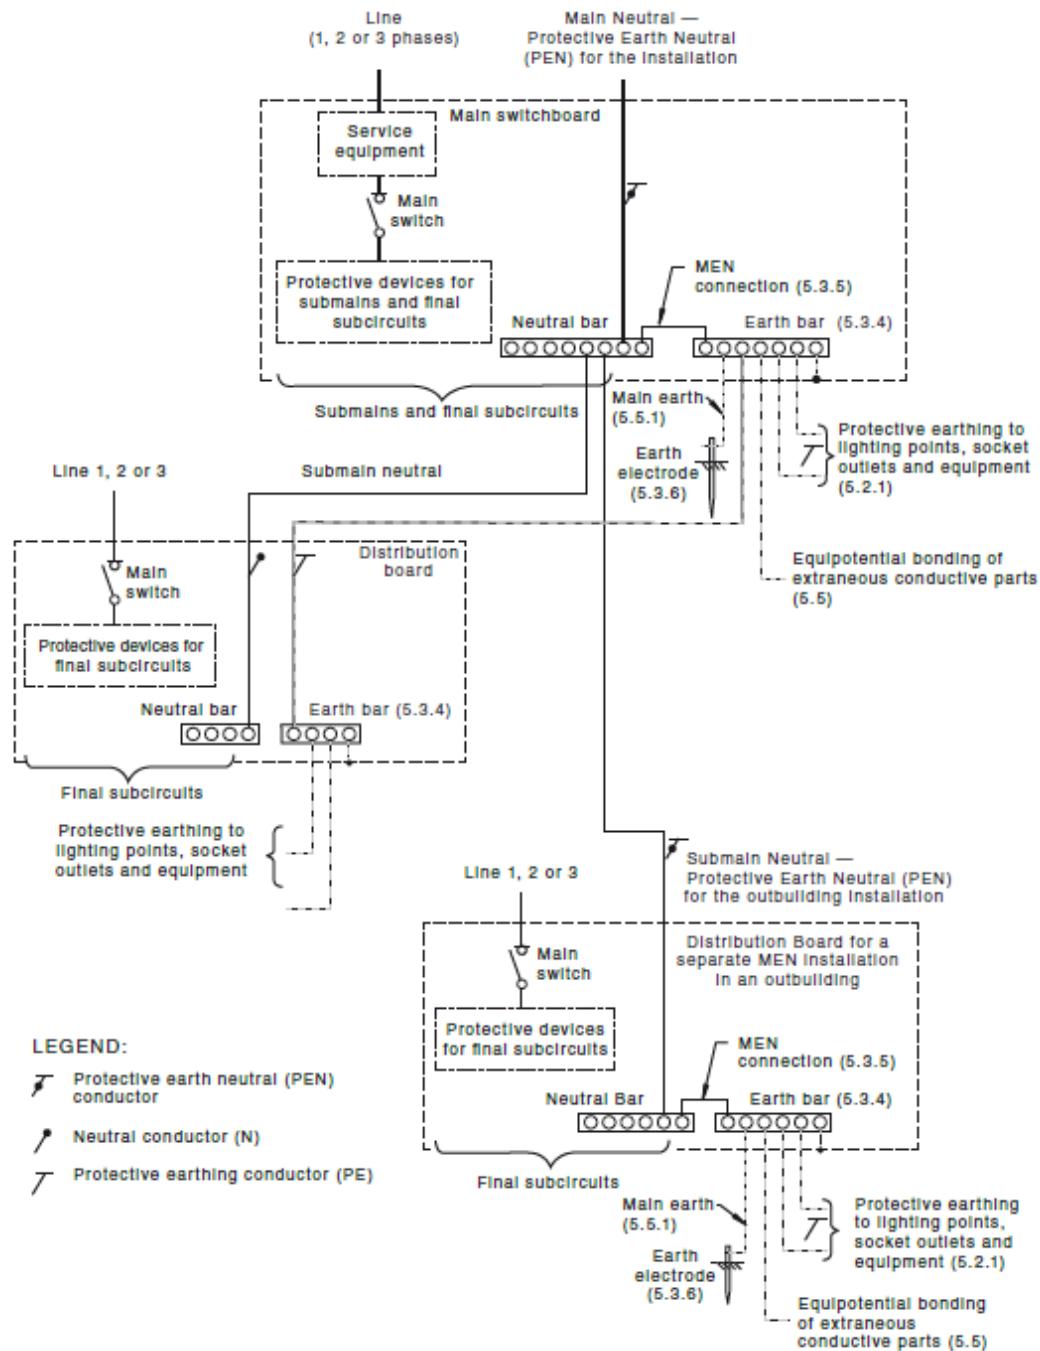 Line
(1, 2 or 3 phases)
Main Neutral —
Protective Earth Neutral
(PEN) for the installation
Main switchboard
Service
equipment
Main
switch
Protective devices for
submains and final
subcircuits
MEN
connection (5.3.5)
Neutral bar
Earth bar (5.3.4)
Submains and final subcircuits
Main earth
(5.5.1)
Earth
electrode
(5.3.6)
Protective earthing to
lighting points, socket
outlets and equipment
(5.2.1)
Equipotential bonding of
extraneous conductive parts
(5.5)
Line 1, 2 or 3
Submain neutral
Distribution
board
Main
switch
Protective devices for
final subcircuits
Neutral bar
Earth bar (5.3.4)
Final subcircuits
Protective earthing to
lighting points, socket
outlets and equipment
Submain Neutral —
Protective Earth Neutral (PEN)
for the outbuilding installation
Line 1, 2 or 3
Distribution Board for a
separate MEN installation
in an outbuilding
Main
switch
Protective devices
for final subcircuits
MEN
connection (5.3.5)
Neutral Bar
Earth bar (5.3.4)
Final subcircuits
Main earth
(5.5.1)
Earth
electrode
(5.3.6)
Protective earthing
to lighting points,
socket outlets and
equipment (5.2.1)
Equipotential bonding
of extraneous
conductive parts (5.5)
LEGEND:
Protective earth neutral (PEN)
conductor
Neutral conductor (N)
Protective earthing conductor (PE)